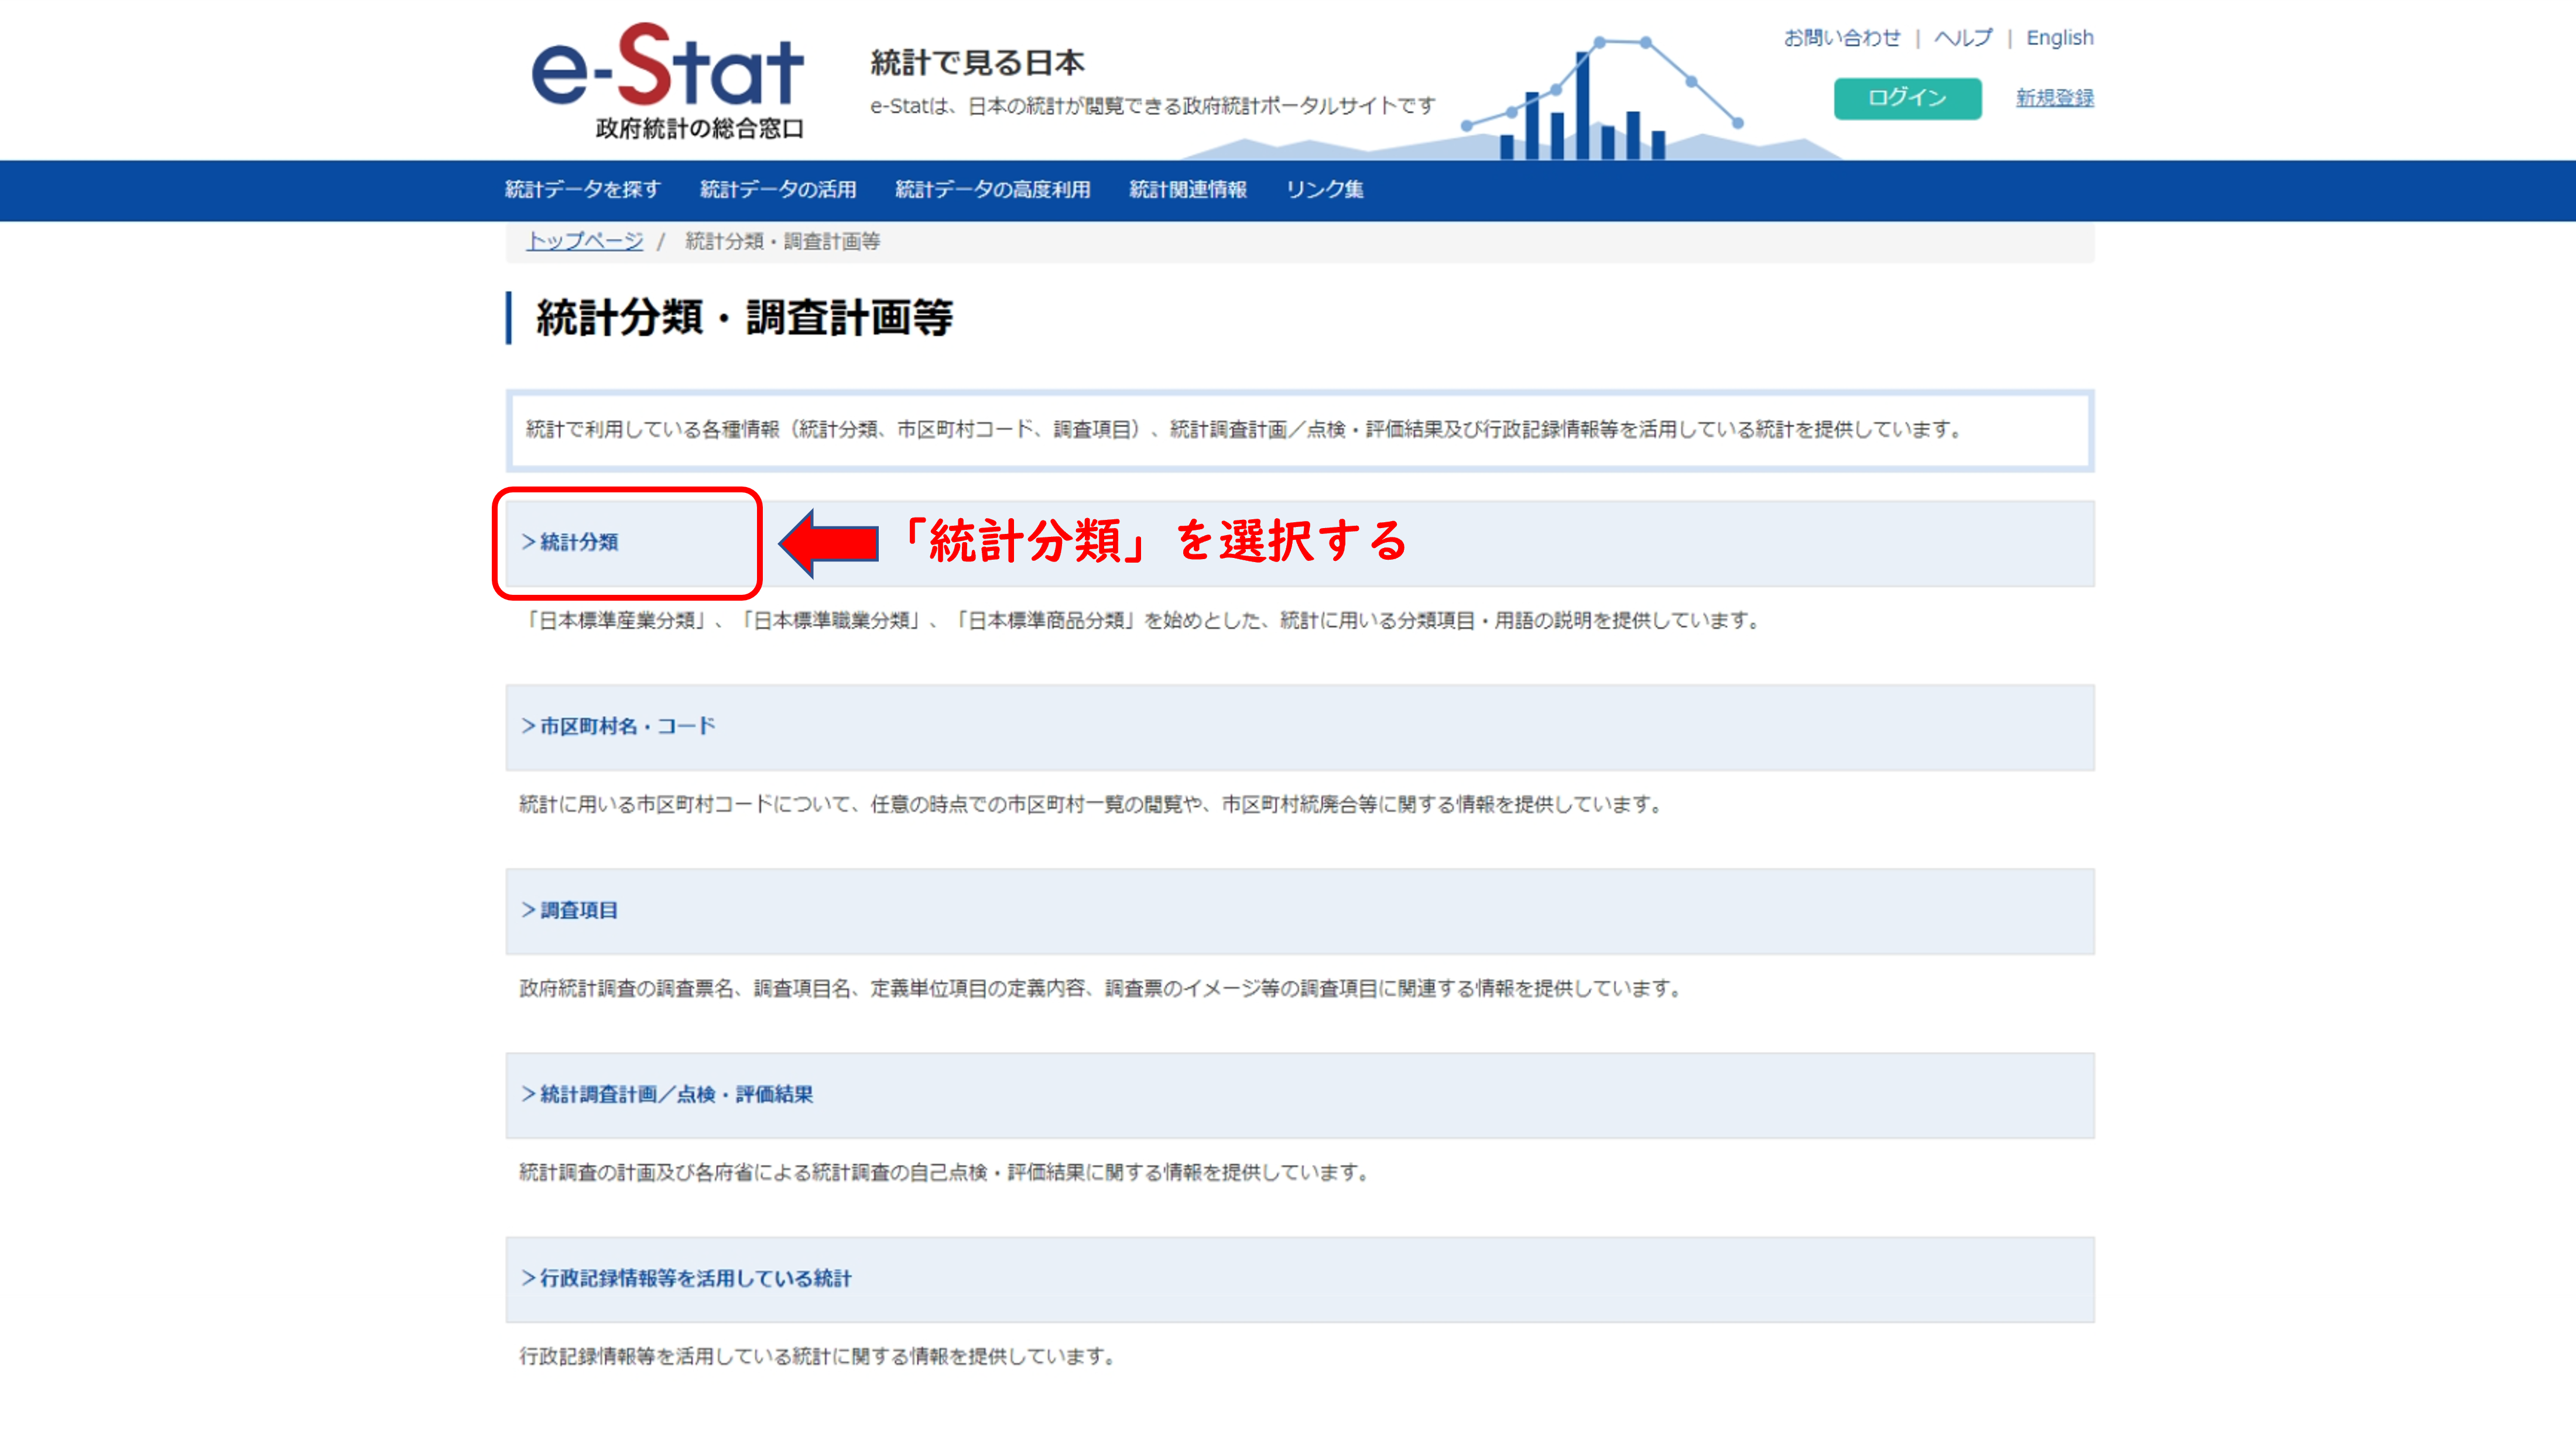 e-Stat
政府統計の総合窓口
統計で見る日本
e-Statは、日本の統計が閲覧できる政府統計ポータルサイトです
お問い合わせ | ヘルプ | English
ログイン 新規登録
統計データを探す 統計データの活用 統計データの高度利用 統計関連情報 リンク集
トップページ / 統計分類・調査計画等
統計分類・調査計画等
統計で利用している各種情報（統計分類、市区町村コード、調査項目）、統計調査計画／点検・評価結果及び行政記録情報等を活用している統計を提供しています。
＞統計分類
「統計分類」を選択する
「日本標準産業分類」、「日本標準職業分類」、「日本標準商品分類」を始めとした、統計に用いる分類項目・用語の説明を提供しています。
＞市区町村名・コード
統計に用いる市区町村コードについて、任意の時点での市区町村一覧の閲覧や、市区町村統廃合等に関する情報を提供しています。
＞調査項目
政府統計調査の調査票名、調査項目名、定義単位項目の定義内容、調査票のイメージ等の調査項目に関連する情報を提供しています。
＞統計調査計画／点検・評価結果
統計調査の計画及び各府省による統計調査の自己点検・評価結果に関する情報を提供しています。
＞行政記録情報等を活用している統計
行政記録情報等を活用している統計に関する情報を提供しています。